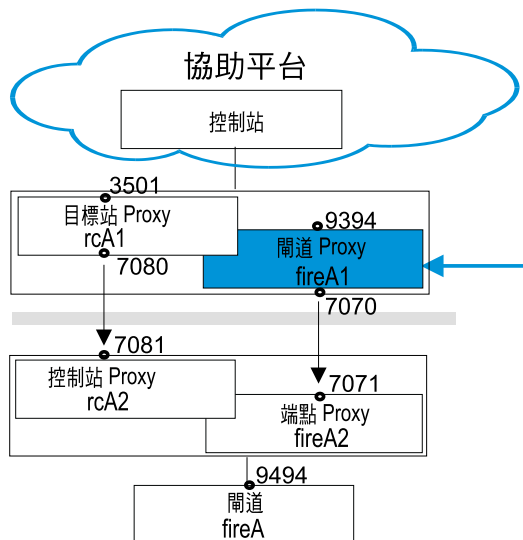 協助平台
控制站
3501
目標站 Proxy
rcA1
7080
9394
閘道 Proxy
fireA1
7070
7081
控制站 Proxy
rcA2
7071
端點 Proxy
fireA2
9494
閘道
fireA